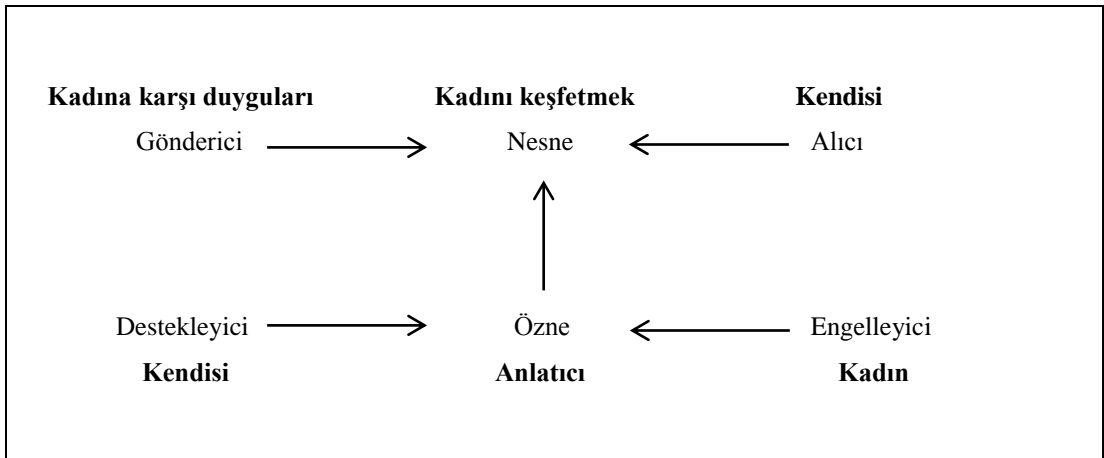 Kadına karşı duyguları Kadını keşfetmek Kendisi
Gönderici Nesne Alıcı
Destekleyici Özne Engelleyici
Kendisi Anlatıcı Kadın